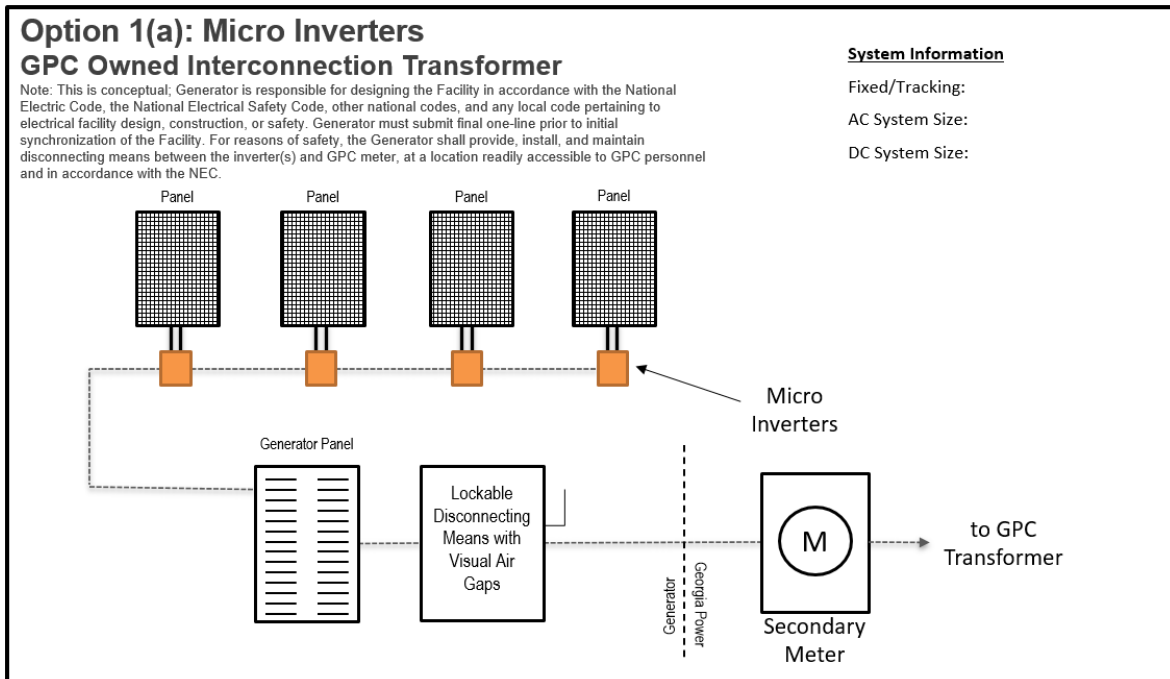 Option 1(a): Micro Inverters
GPC Owned Interconnection Transformer
Note: This is conceptual; Generator is responsible for designing the Facility in accordance with the National
Electric Code, the National Electrical Safety Code, other national codes, and any local code pertaining to
electrical facility design, construction, or safety. Generator must submit final one-line prior to initial
synchronization of the Facility. For reasons of safety, the Generator shall provide, install, and maintain
disconnecting means between the inverter(s) and GPC meter, at a location readily accessible to GPC personnel
and in accordance with the NEC.
System Information
Fixed/Tracking:
AC System Size:
DC System Size:
Panel
Panel
Panel
Panel
Micro
Inverters
Generator Panel
Lockable
Disconnecting
Means with
Visual Air
Gaps
Generator
Georgia Power
M
Secondary
Meter
to GPC
Transformer